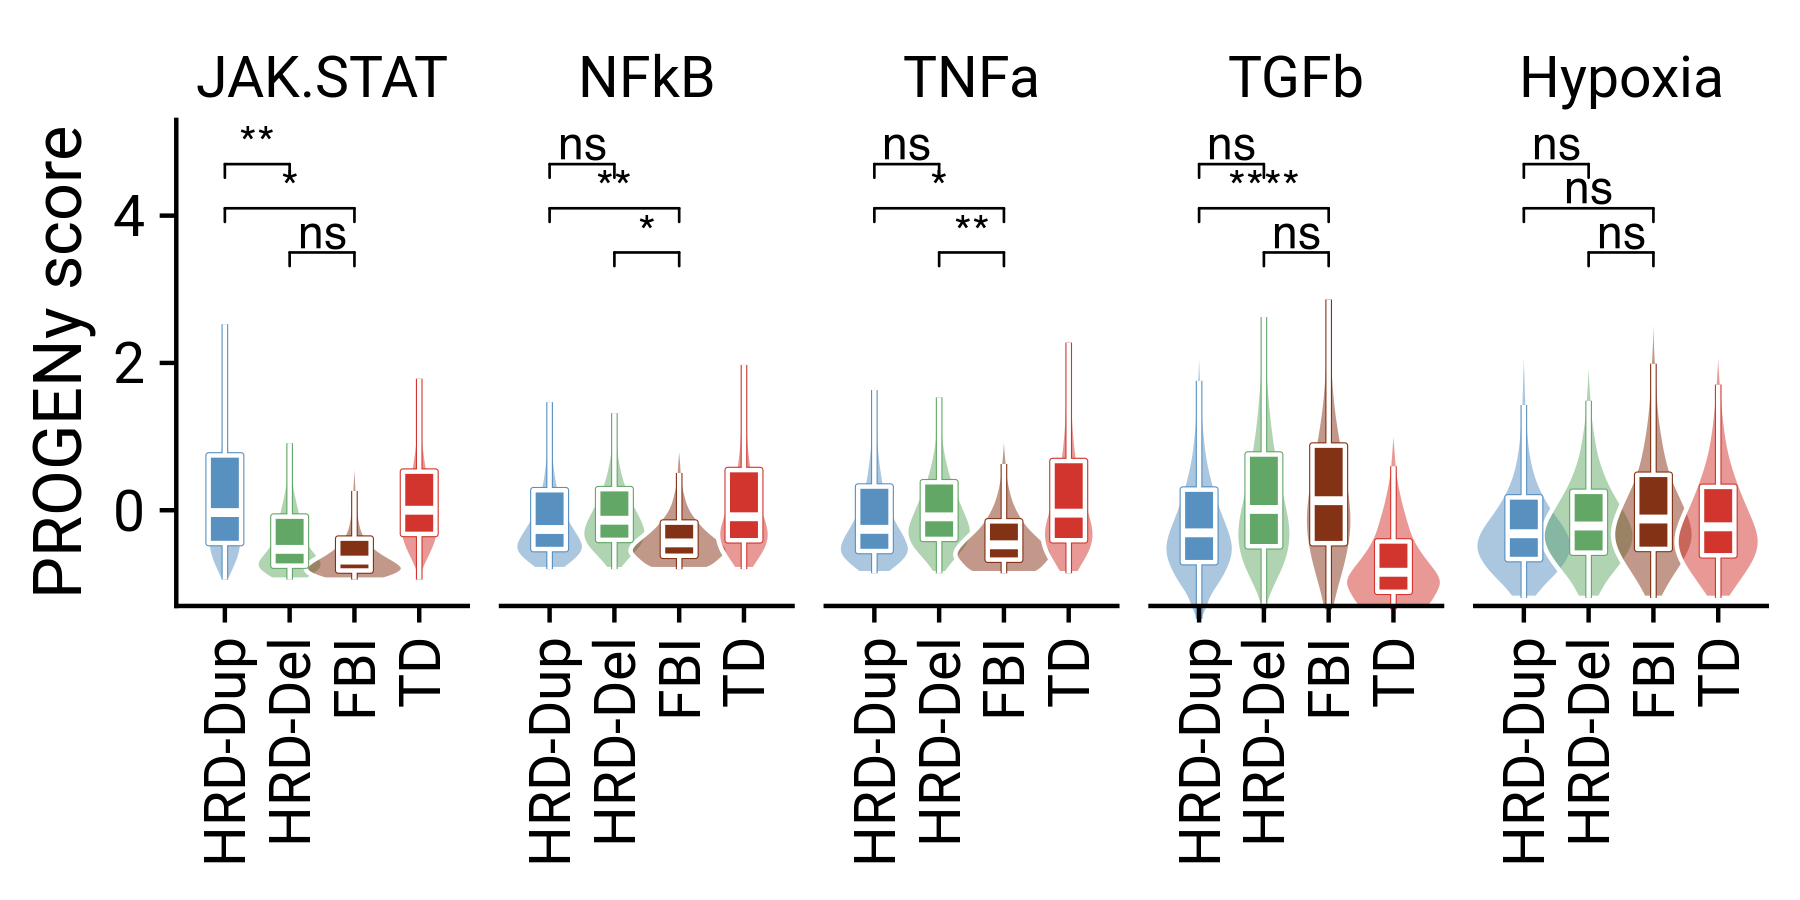 JAK.STAT NFkB TNFa TGFb Hypoxia
PROGENy score
** ns ns ns ns
* ** * **** ns
ns * ** ns ns
4
2
0
HRD-Dup HRD-Del FBI TD HRD-Dup HRD-Del FBI TD HRD-Dup HRD-Del FBI TD HRD-Dup HRD-Del FBI TD HRD-Dup HRD-Del FBI TD